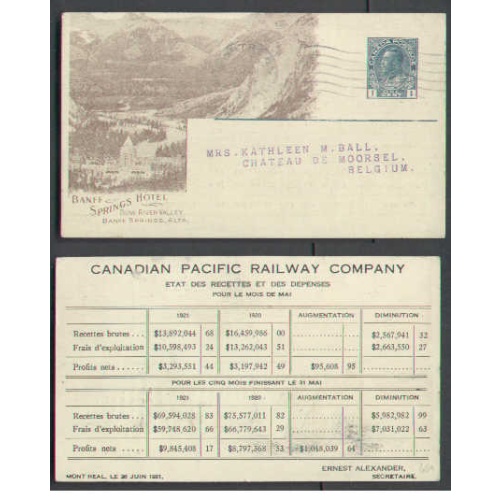 CANADA POSTAGE
1 1
MRS. KATHLEEN M. BALL.
CHATEAU DE MOORSEL.
BELGIUM.
BANFF
SPRINGS HOTEL
BOW RIVER VALLEY
BANFF SPRINGS, ALTA.
CANADIAN PACIFIC RAILWAY COMPANY
ETAT DES RECETTES ET DES DEPENSES
POUR LE MOIS DE MAI
1921 1920 AUGMENTATION DIMINUTION
Recettes brutes ... $13,892,044 68 $16,459,986 00 $2,567,941 32
Frais d'exploitation $10,598,493 24 $13,262,043 51 $2,663,550 27
Profits nets ..... $3,293,551 44 $3,197,942 49 $95,608 95
POUR LES CINQ MOIS FINISSANT LE 31 MAI
1921 1920 AUGMENTATION DIMINUTION
Recettes brutes ... $69,594,028 83 $75,577,011 82 $5,982,982 99
Frais d'exploitation $59,748,620 66 $66,779,643 29 $7,031,022 63
Profits nets ..... $9,845,408 17 $8,797,368 53 $1,048,039 64
ERNEST ALEXANDER,
MONTREAL, LE 28 JUIN 1921. SECRETAIRE.